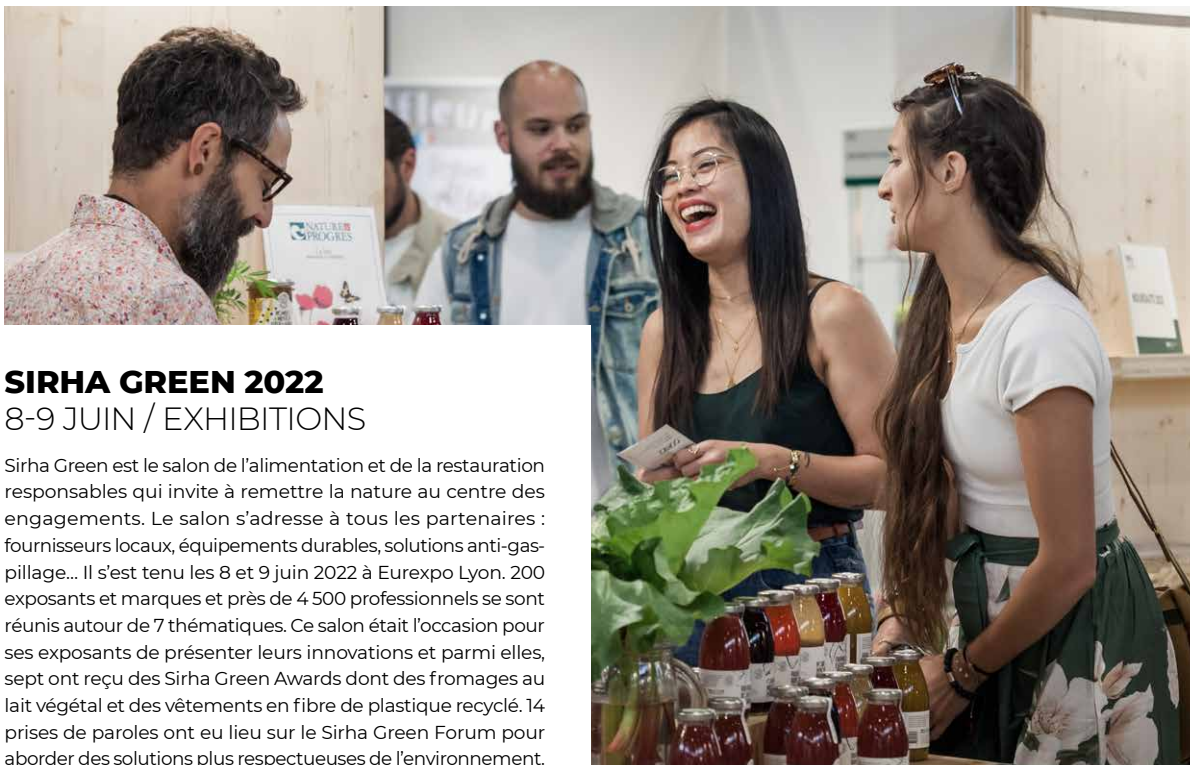 NATURE &
PROGRES
SIRHA GREEN 2022
8-9 JUIN / EXHIBITIONS
Sirha Green est le salon de l’alimentation et de la restauration
responsables qui invite à remettre la nature au centre des
engagements. Le salon s’adresse à tous les partenaires :
fournisseurs locaux, équipements durables, solutions anti-gas-
pillage... Il s’est tenu les 8 et 9 juin 2022 à Eurexpo Lyon. 200
exposants et marques et près de 4 500 professionnels se sont
réunis autour de 7 thématiques. Ce salon était l’occasion pour
ses exposants de présenter leurs innovations et parmi elles,
sept ont reçu des Sirha Green Awards dont des fromages au
lait végétal et des vêtements en fibre de plastique recyclé. 14
prises de paroles ont eu lieu sur le Sirha Green Forum pour
aborder des solutions plus respectueuses de l’environnement.